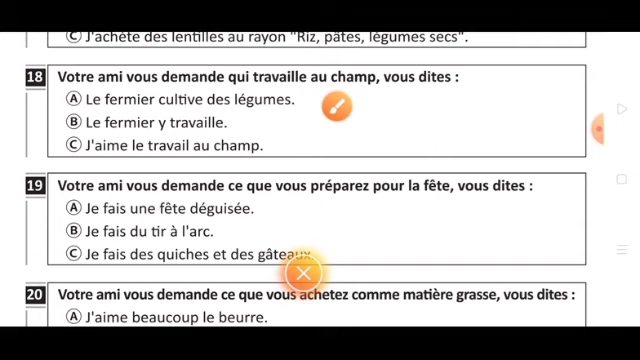 Ⓒ J'achète des lentilles au rayon "Riz, pâtes, légumes secs".
18 Votre ami vous demande qui travaille au champ, vous dites :
Ⓐ Le fermier cultive des légumes.
Ⓑ Le fermier y travaille.
Ⓒ J'aime le travail au champ.
19 Votre ami vous demande ce que vous préparez pour la fête, vous dites :
Ⓐ Je fais une fête déguisée.
Ⓑ Je fais du tir à l'arc.
Ⓒ Je fais des quiches et des gâteaux.
20 Votre ami vous demande ce que vous achetez comme matière grasse, vous dites :
Ⓐ J'aime beaucoup le beurre.